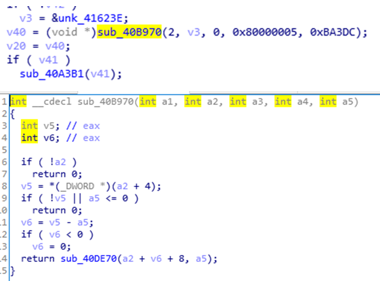 v3 = &unk_41623E;
v40 = (void *)sub_40B970(2, v3, 0, 0x80000005, 0xBA3DC);
v20 = v40;
if ( v41 )
sub_40A3B1(v41);
1 int __cdecl sub_40B970(int a1, int a2, int a3, int a4, int a5)
2 {
3 int v5; // eax
4 int v6; // eax
5
6 if ( !a2 )
7 return 0;
8 v5 = *(_DWORD *)(a2 + 4);
9 if ( !v5 || a5 <= 0 )
10 return 0;
11 v6 = v5 - a5;
12 if ( v6 < 0 )
13 v6 = 0;
14 return sub_40DE70(a2 + v6 + 8, a5);
15 }